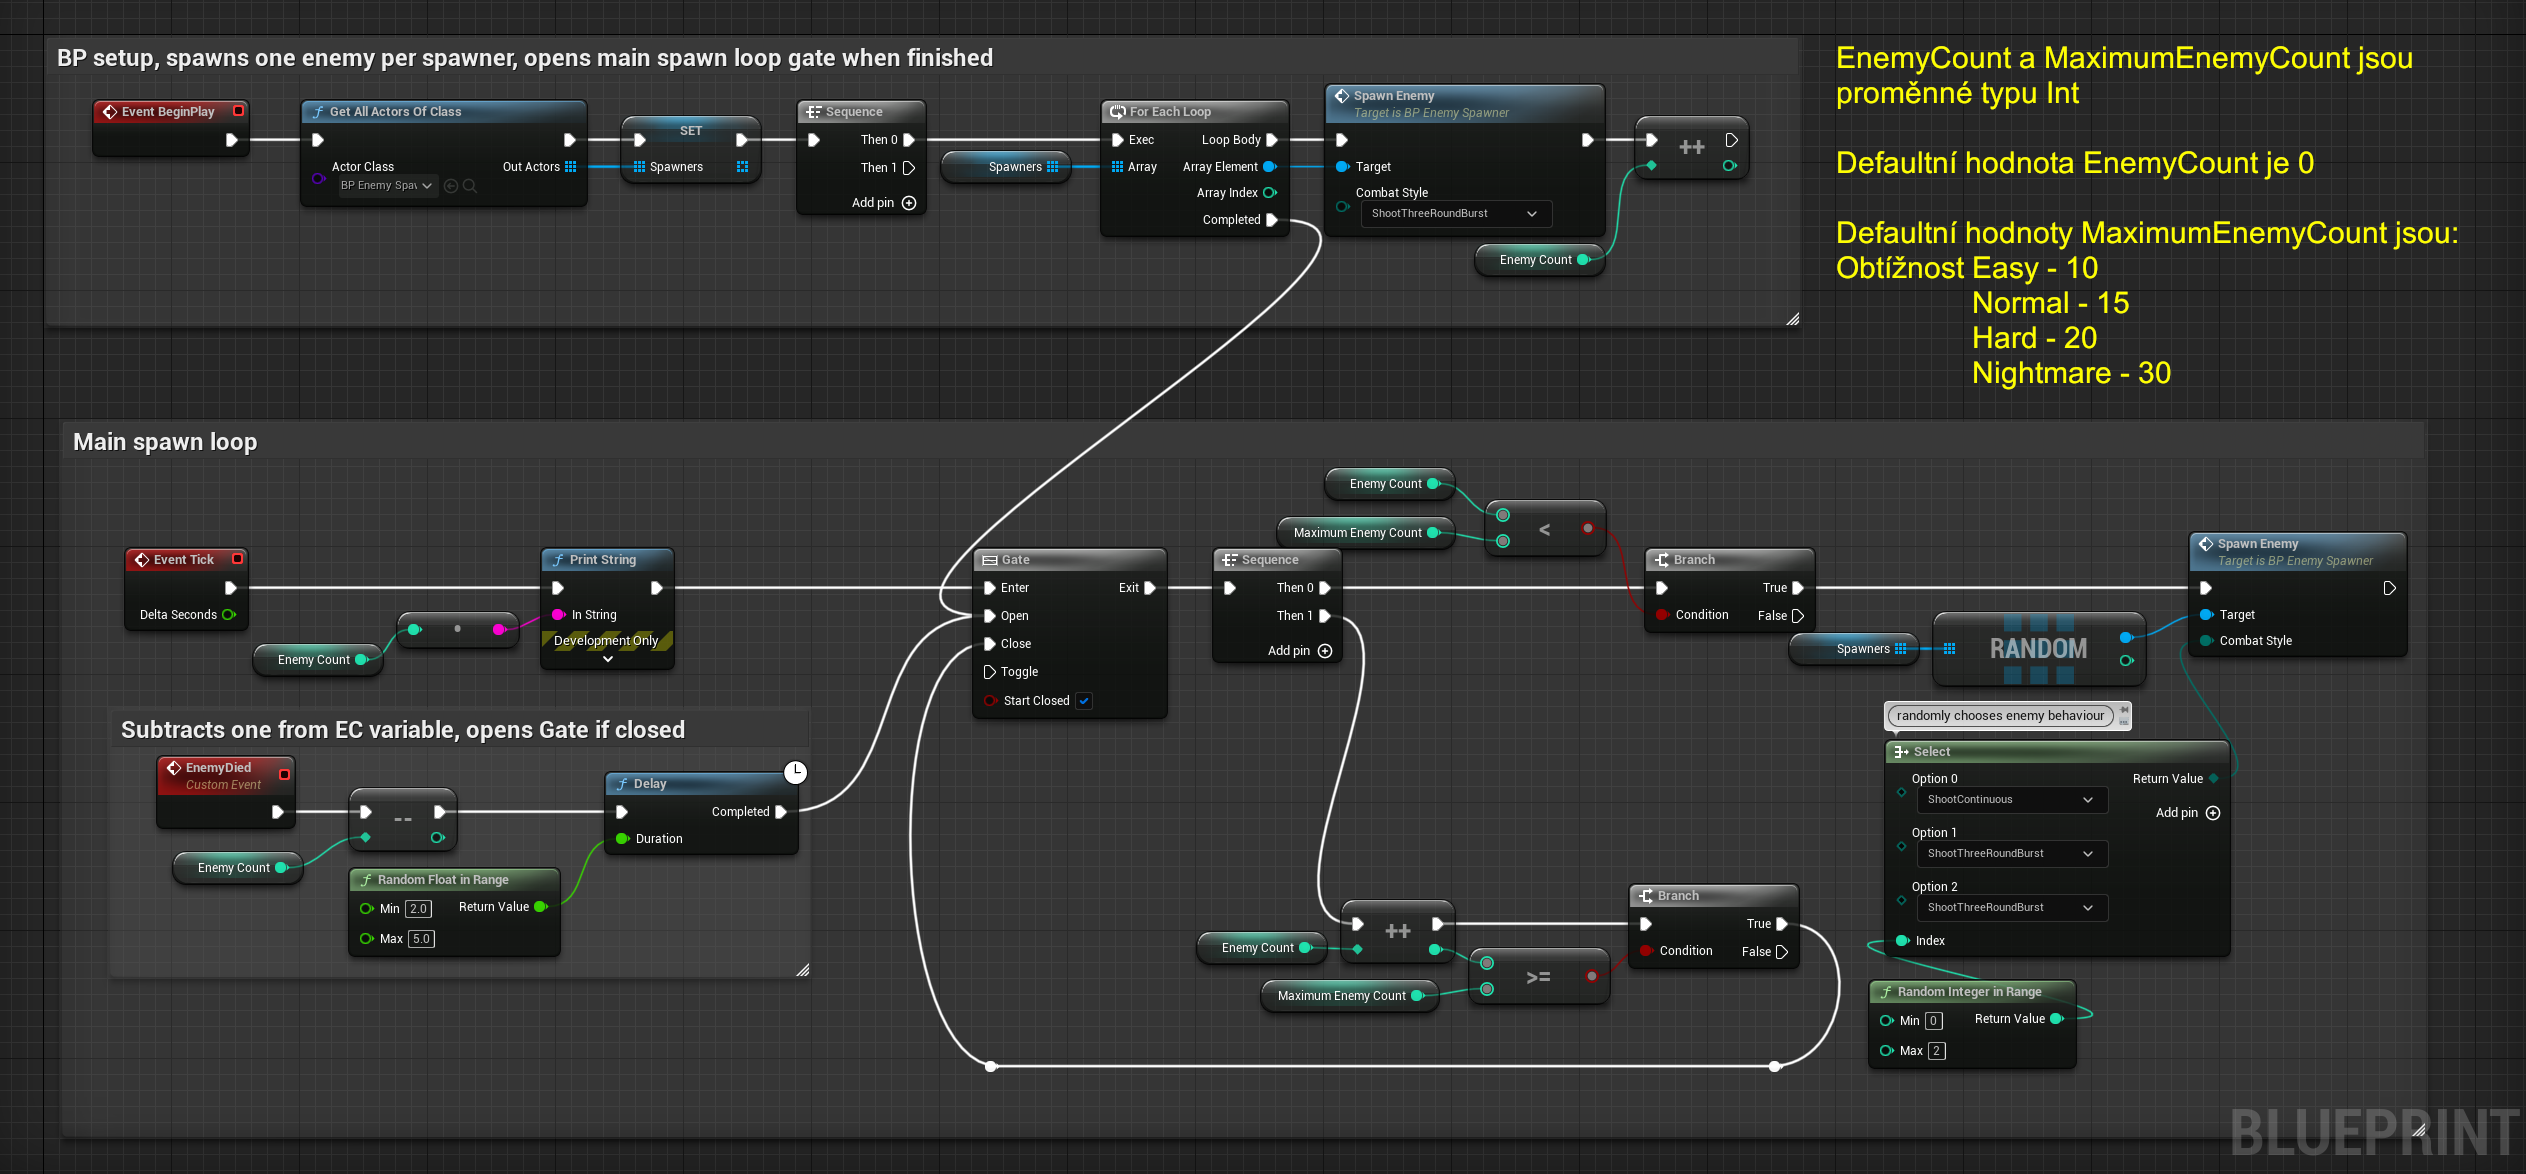 BP setup, spawns one enemy per spawner, opens main spawn loop gate when finished
EnemyCount a MaximumEnemyCount jsou
proměnné typu Int
Defaultní hodnota EnemyCount je 0
Defaultní hodnoty MaximumEnemyCount jsou:
Obtížnost Easy - 10
Normal - 15
Hard - 20
Nightmare - 30
Event BeginPlay
Get All Actors Of Class
Actor Class
Out Actors
BP Enemy Spav
SET
Spawners
Sequence
Then 0
Then 1
Add pin
Spawners
For Each Loop
Exec
Loop Body
Array
Array Element
Array Index
Completed
Spawn Enemy
Target is BP Enemy Spawner
Target
Combat Style
ShootThreeRoundBurst
Enemy Count
++
Main spawn loop
Event Tick
Delta Seconds
Enemy Count
Print String
In String
Development Only
Gate
Enter
Exit
Open
Close
Toggle
Start Closed
Sequence
Then 0
Then 1
Add pin
Enemy Count
Maximum Enemy Count
<
Branch
True
Condition
False
Spawners
RANDOM
Spawn Enemy
Target is BP Enemy Spawner
Target
Combat Style
randomly chooses enemy behaviour
Select
Option 0
Return Value
ShootContinuous
Add pin
Option 1
ShootThreeRoundBurst
Option 2
ShootThreeRoundBurst
Index
Random Integer in Range
Min 0
Return Value
Max 2
Subtracts one from EC variable, opens Gate if closed
EnemyDied
Custom Event
Enemy Count
--
Random Float in Range
Min 2.0
Return Value
Max 5.0
Delay
Completed
Duration
Enemy Count
++
Maximum Enemy Count
>=
Branch
True
Condition
False
BLUEPRINT